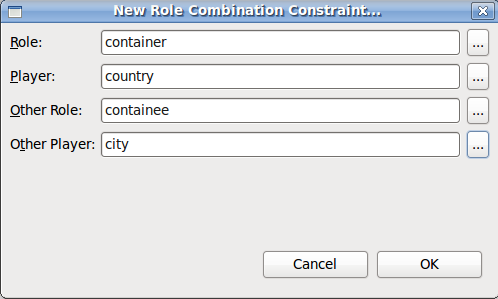 New Role Combination Constraint...
Role: container ...
Player: country ...
Other Role: containee ...
Other Player: city ...
Cancel OK